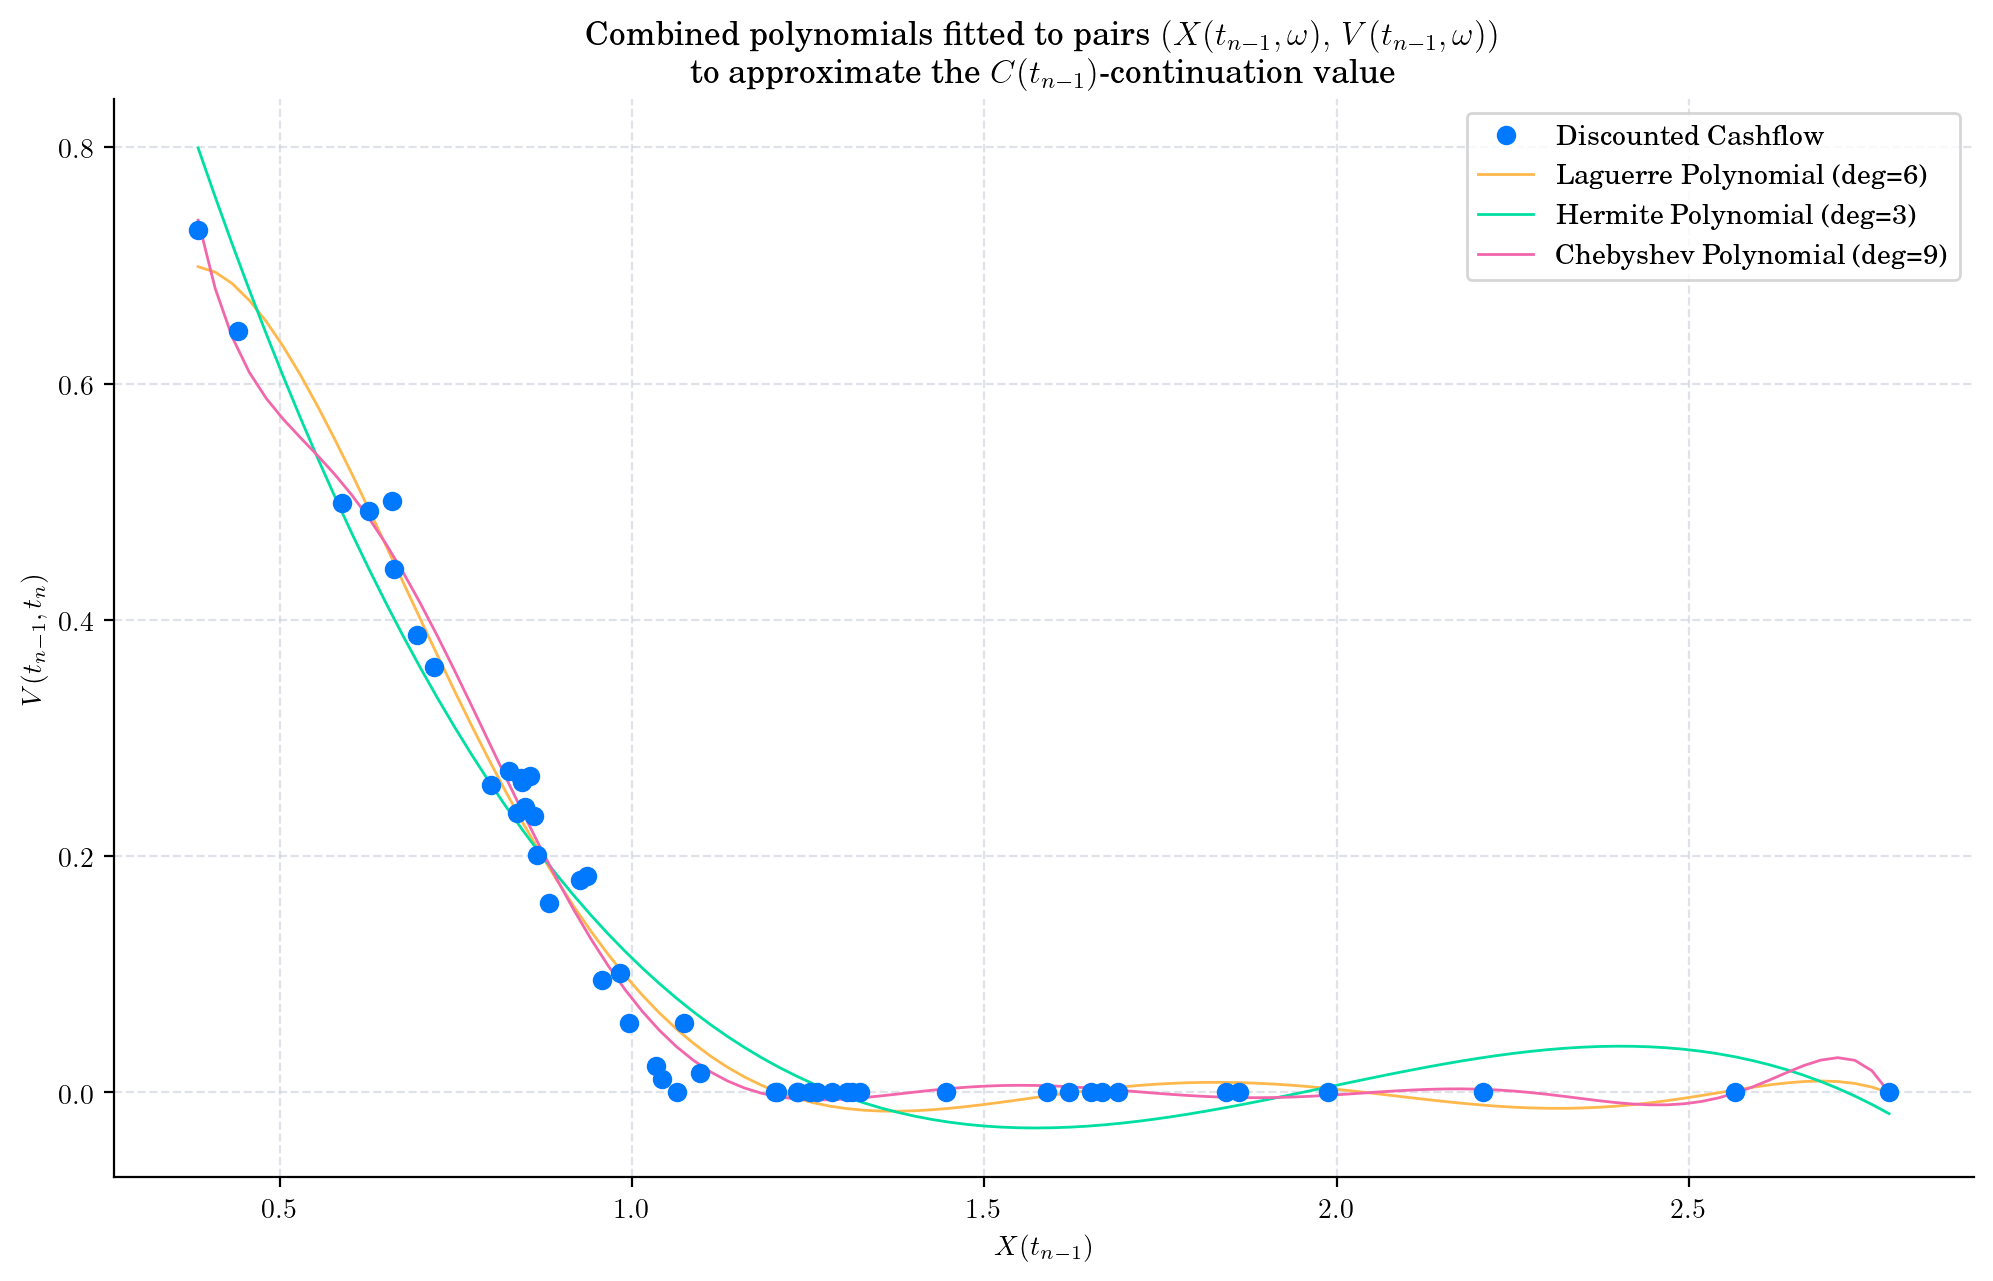 Combined polynomials fitted to pairs $(X(t_{n-1}, \omega), V(t_{n-1}, \omega))$
to approximate the $C(t_{n-1})$-continuation value
Discounted Cashflow
Laguerre Polynomial (deg=6)
Hermite Polynomial (deg=3)
Chebyshev Polynomial (deg=9)
$V(t_{n-1}, t_n)$
0.8
0.6
0.4
0.2
0.0
0.5 1.0 1.5 2.0 2.5
$X(t_{n-1})$